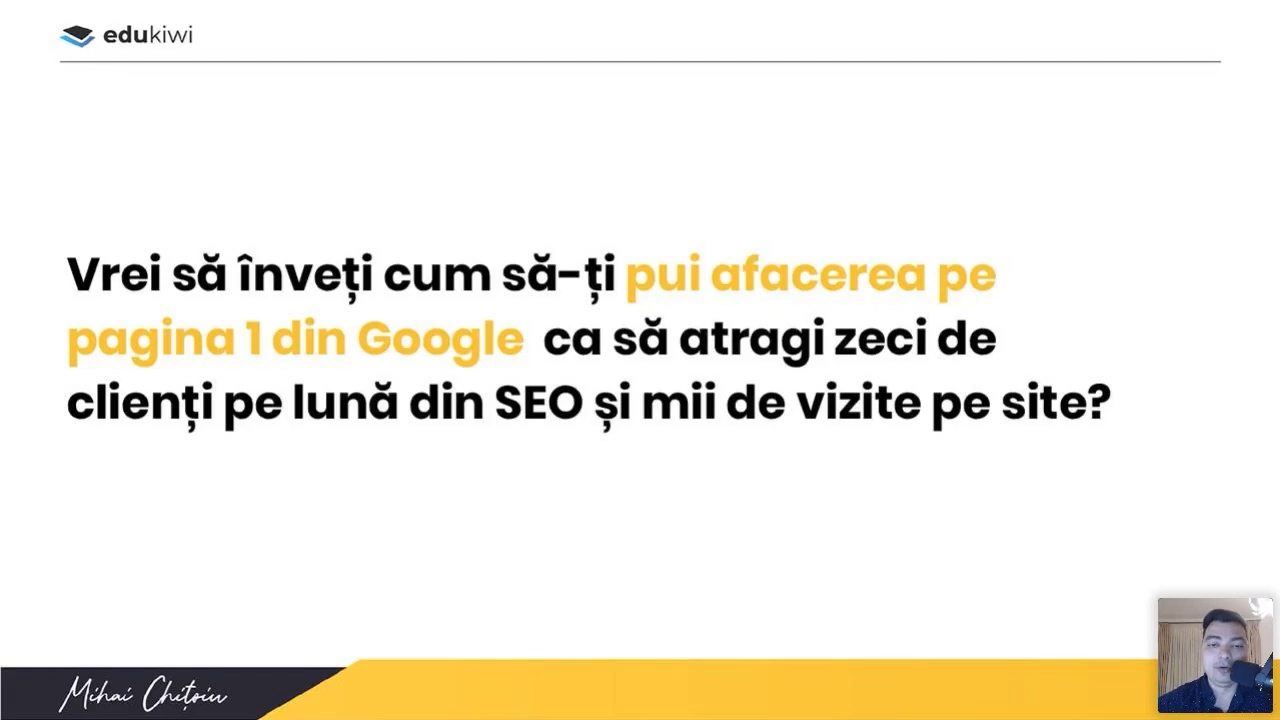 edukiwi
Vrei să înveți cum să-ți pui afacerea pe
pagina 1 din Google ca să atragi zeci de
clienți pe lună din SEO și mii de vizite pe site?
Mihai Chițoiu